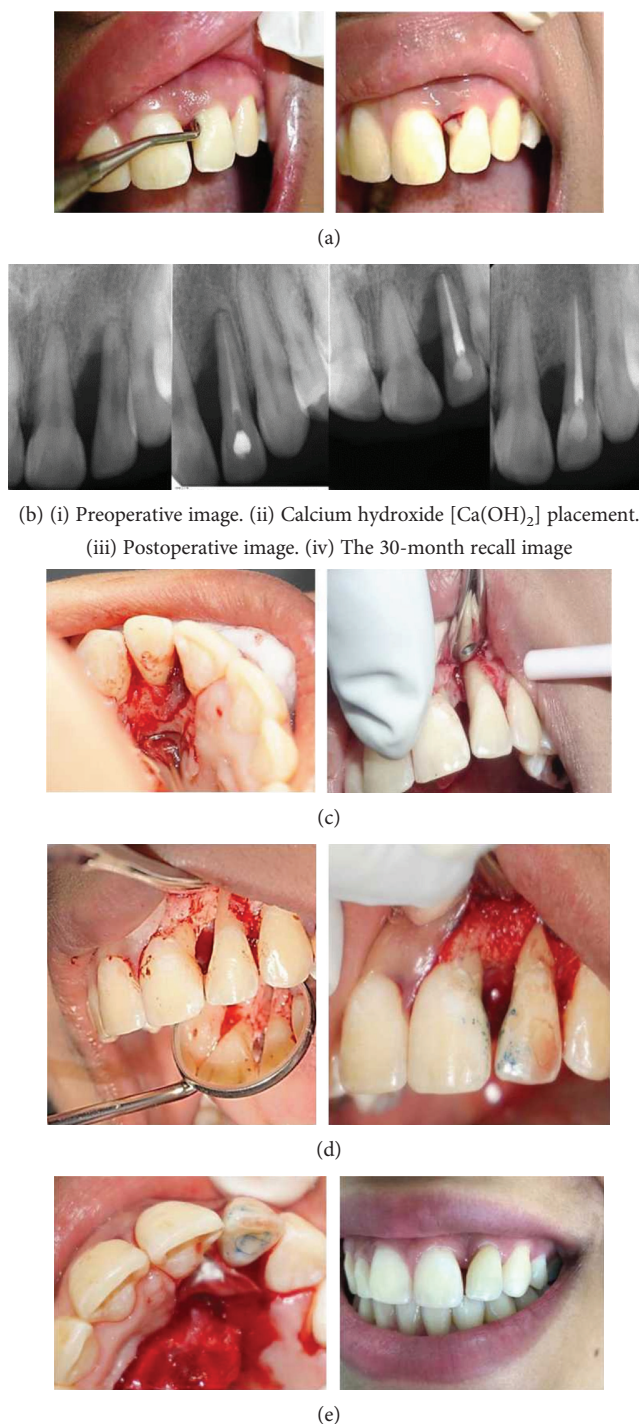 (a)
(b) (i) Preoperative image. (ii) Calcium hydroxide [Ca(OH)₂] placement.
(iii) Postoperative image. (iv) The 30-month recall image
(c)
(d)
(e)